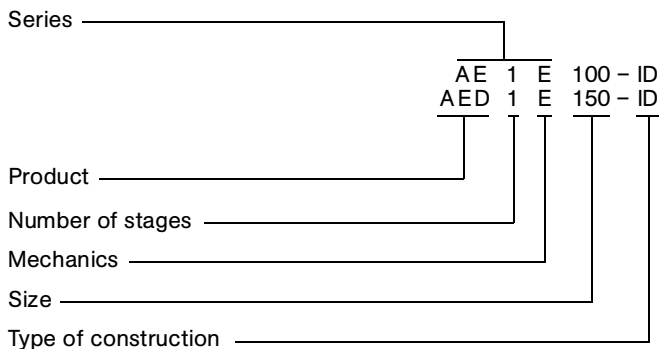 Series
AE 1 E 100 – ID
AED 1 E 150 – ID
Product
Number of stages
Mechanics
Size
Type of construction